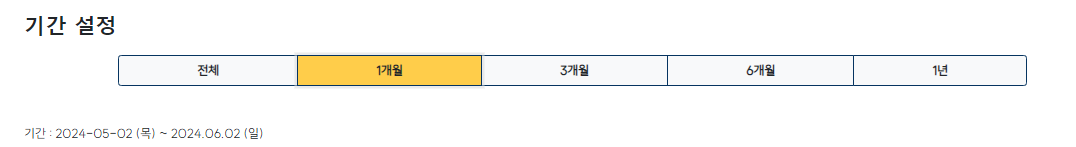 기간 설정
전체 1개월 3개월 6개월 1년
기간 : 2024-05-02 (목) ~ 2024.06.02 (일)